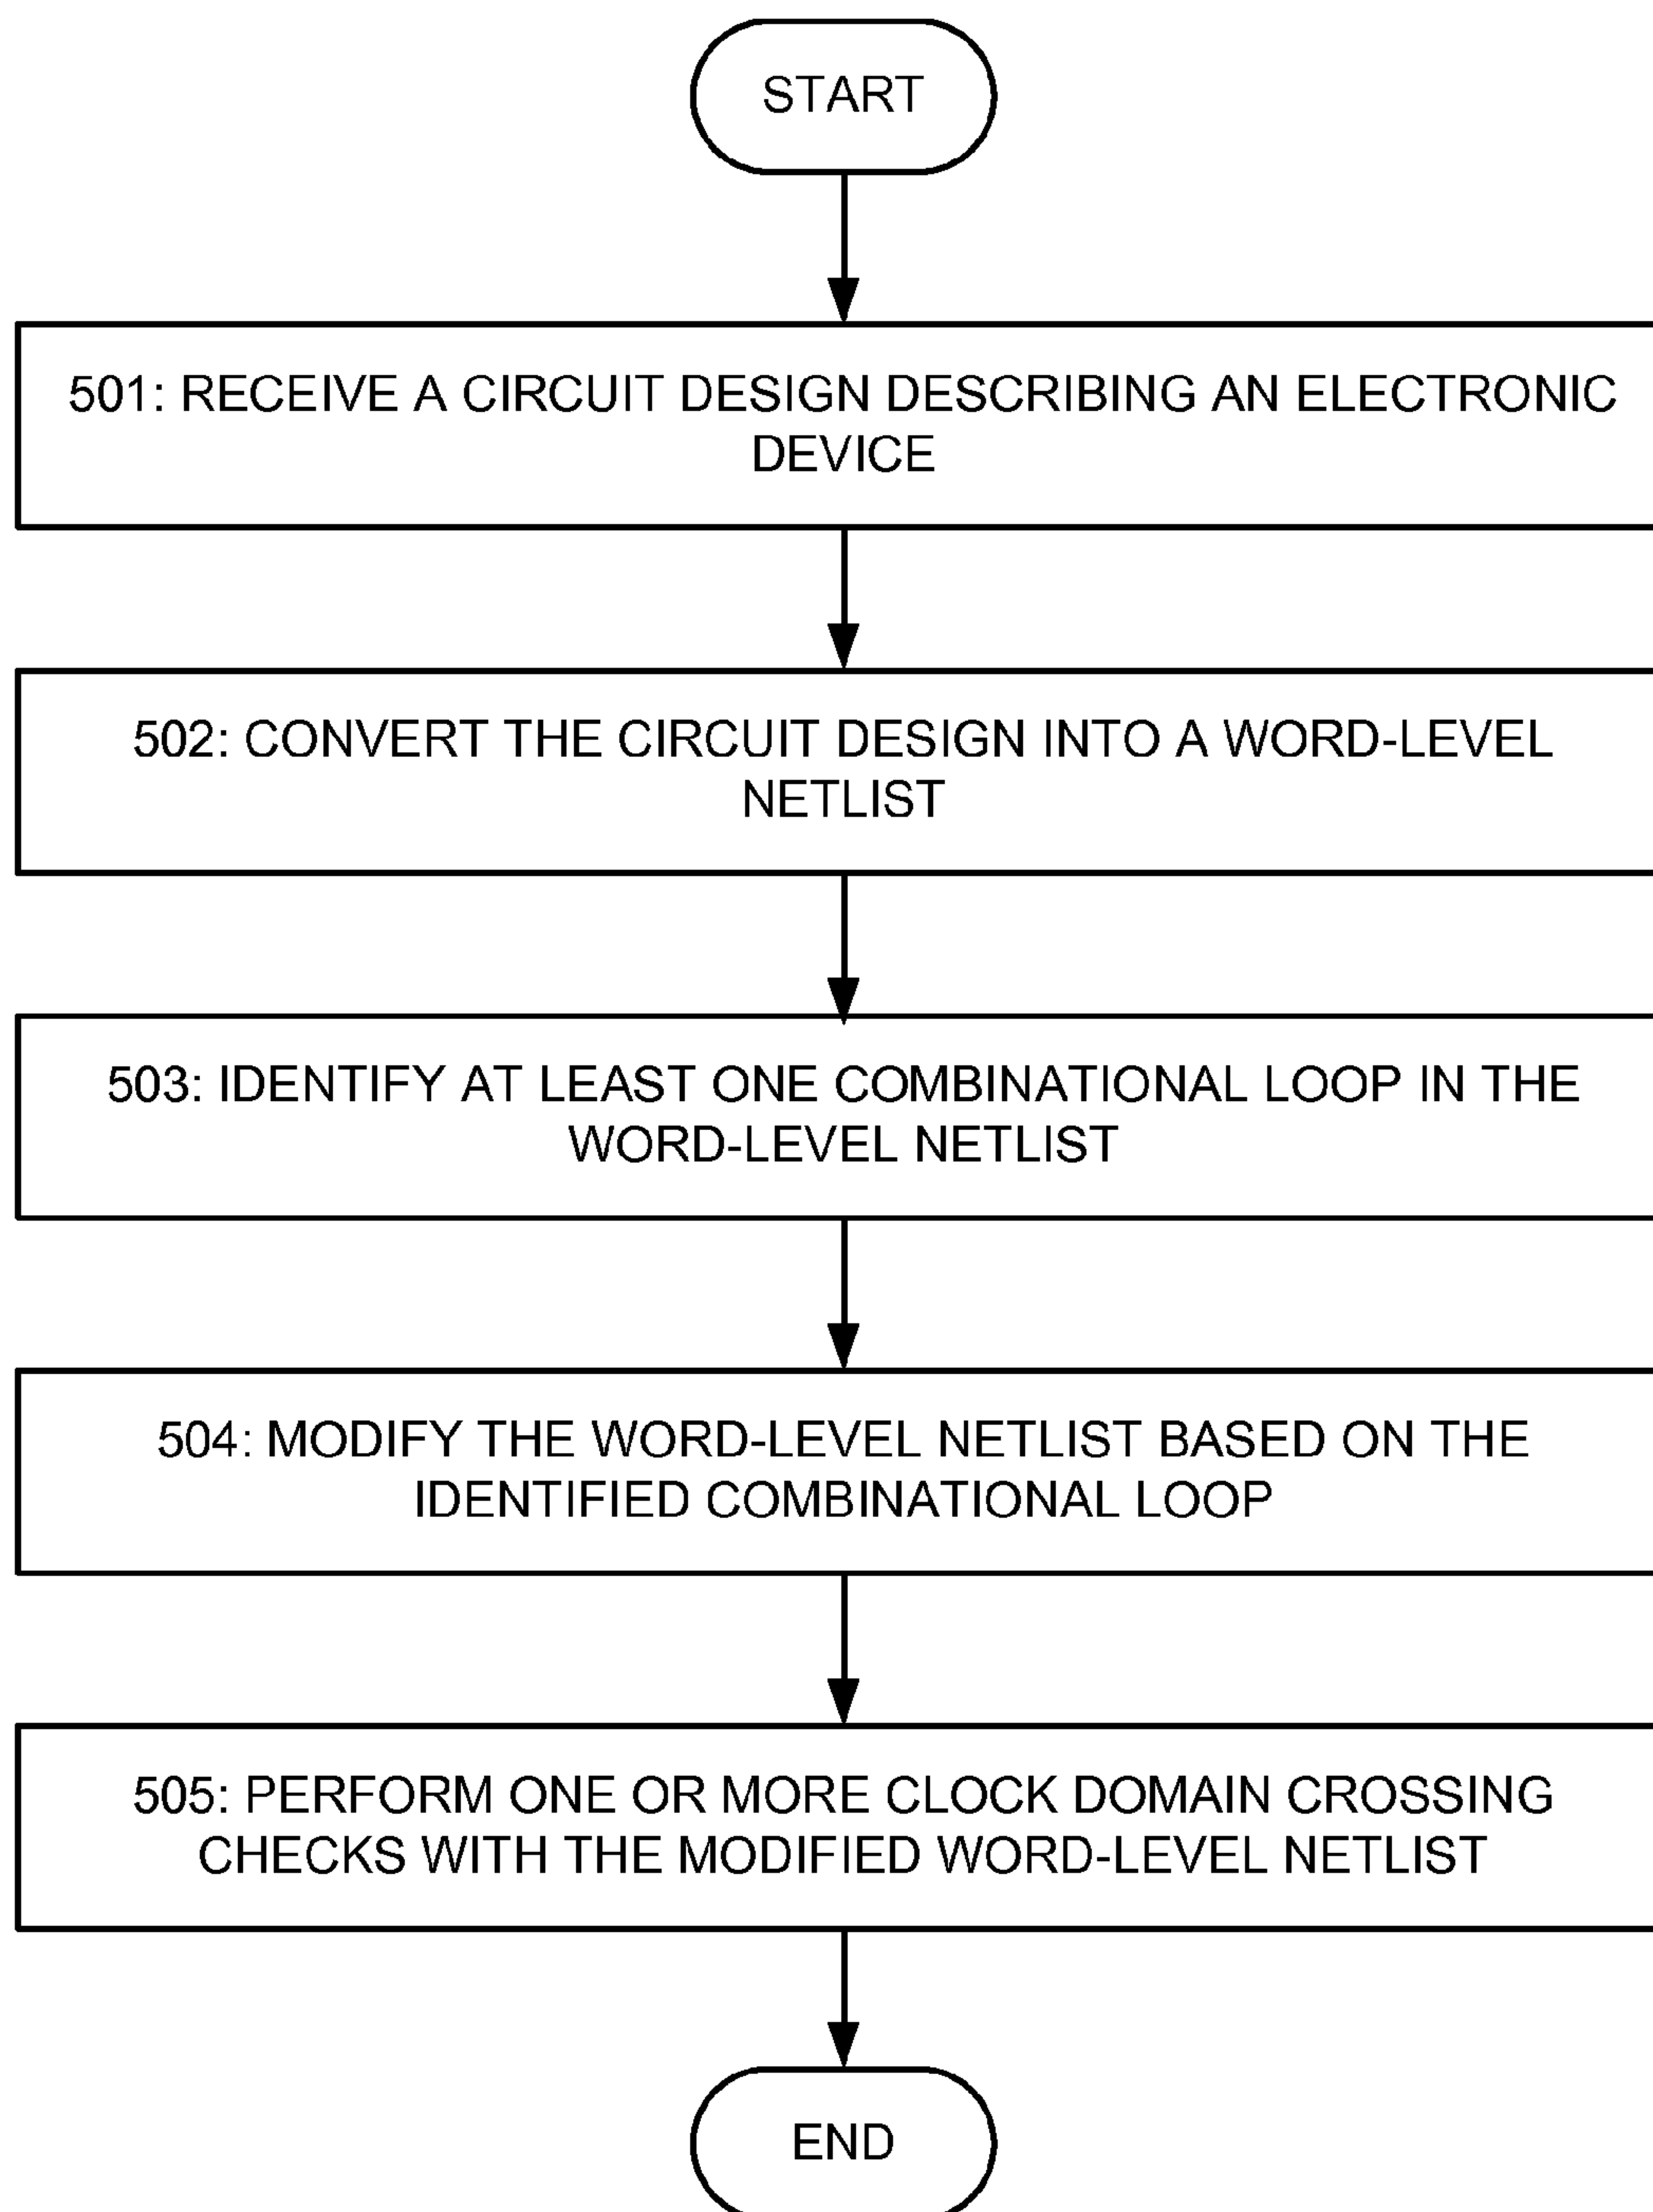 START
501: RECEIVE A CIRCUIT DESIGN DESCRIBING AN ELECTRONIC
DEVICE
502: CONVERT THE CIRCUIT DESIGN INTO A WORD-LEVEL
NETLIST
503: IDENTIFY AT LEAST ONE COMBINATIONAL LOOP IN THE
WORD-LEVEL NETLIST
504: MODIFY THE WORD-LEVEL NETLIST BASED ON THE
IDENTIFIED COMBINATIONAL LOOP
505: PERFORM ONE OR MORE CLOCK DOMAIN CROSSING
CHECKS WITH THE MODIFIED WORD-LEVEL NETLIST
END